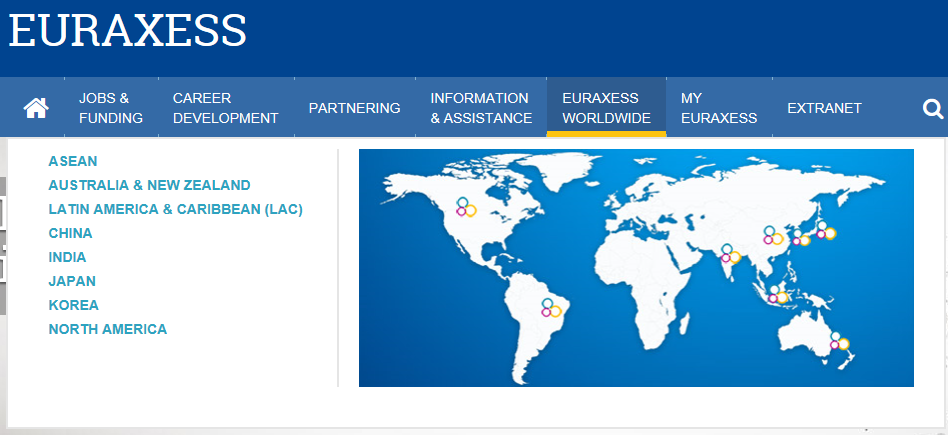 EURAXESS
JOBS &
FUNDING
CAREER
DEVELOPMENT
PARTNERING
INFORMATION
& ASSISTANCE
EURAXESS
WORLDWIDE
MY
EURAXESS
EXTRANET
ASEAN
AUSTRALIA & NEW ZEALAND
LATIN AMERICA & CARIBBEAN (LAC)
CHINA
INDIA
JAPAN
KOREA
NORTH AMERICA